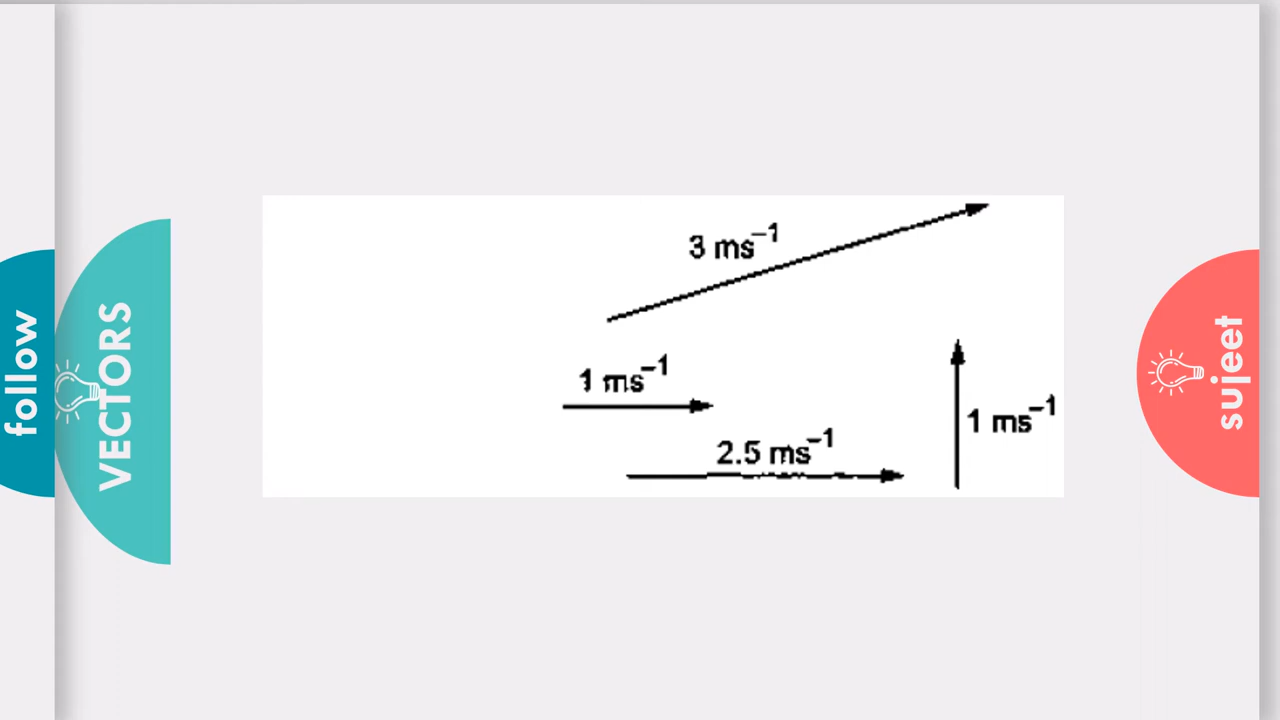 follow
VECTORS
3 ms⁻¹
1 ms⁻¹
2.5 ms⁻¹
1 ms⁻¹
sujeet